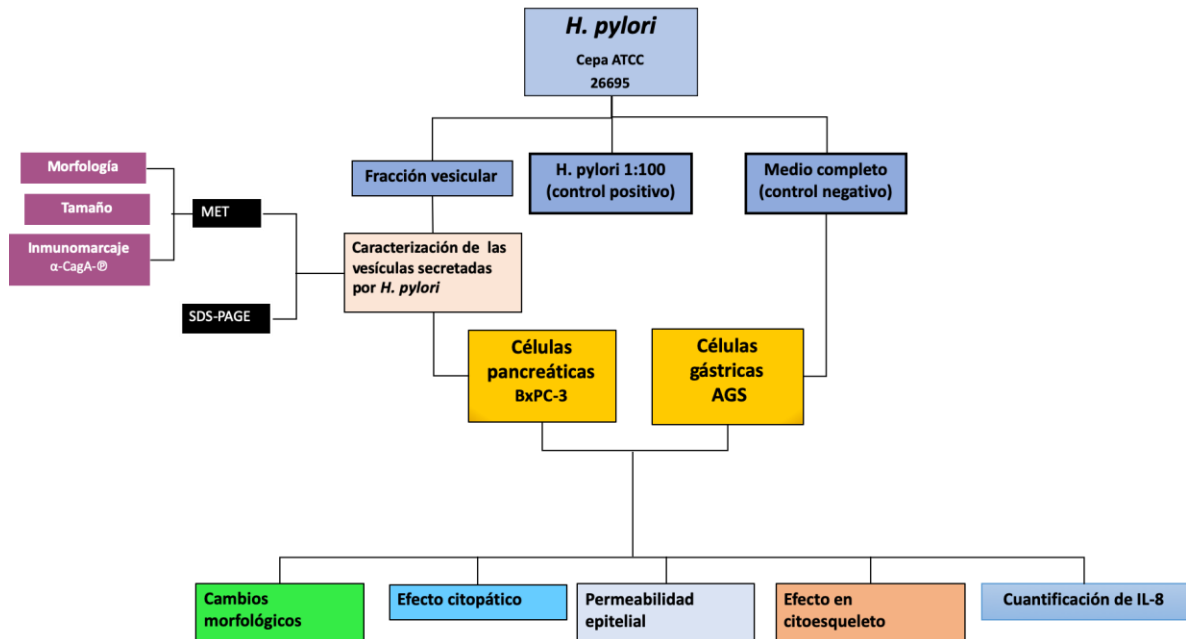 H. pylori
Cepa ATCC
26695
Fracción vesicular
H. pylori 1:100
(control positivo)
Medio completo
(control negativo)
Morfología
Tamaño
Inmunomarcaje
α-CagA-℗
MET
SDS-PAGE
Caracterización de las
vesículas secretadas
por H. pylori
Células
pancreáticas
BxPC-3
Células
gástricas
AGS
Cambios
morfológicos
Efecto citopático
Permeabilidad
epitelial
Efecto en
citoesqueleto
Cuantificación de IL-8